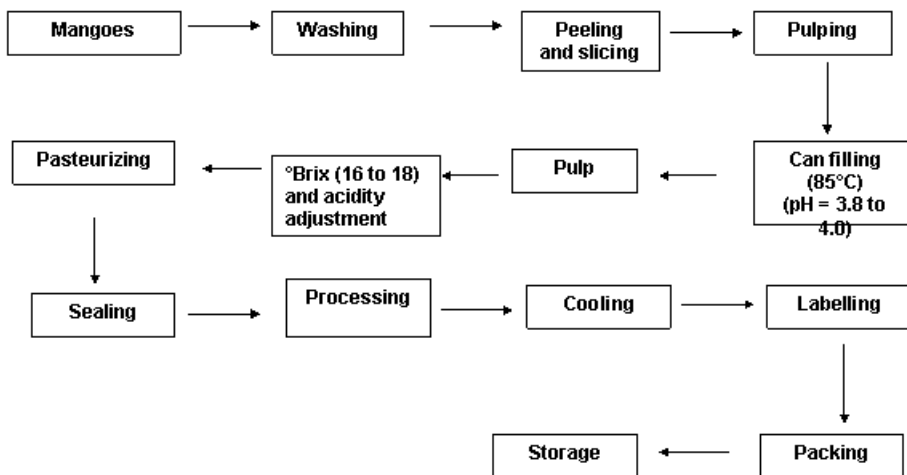 Mangoes
Washing
Peeling
and slicing
Pulping
Can filling
(85°C)
(pH = 3.8 to
4.0)
Pulp
°Brix (16 to 18)
and acidity
adjustment
Pasteurizing
Sealing
Processing
Cooling
Labelling
Packing
Storage